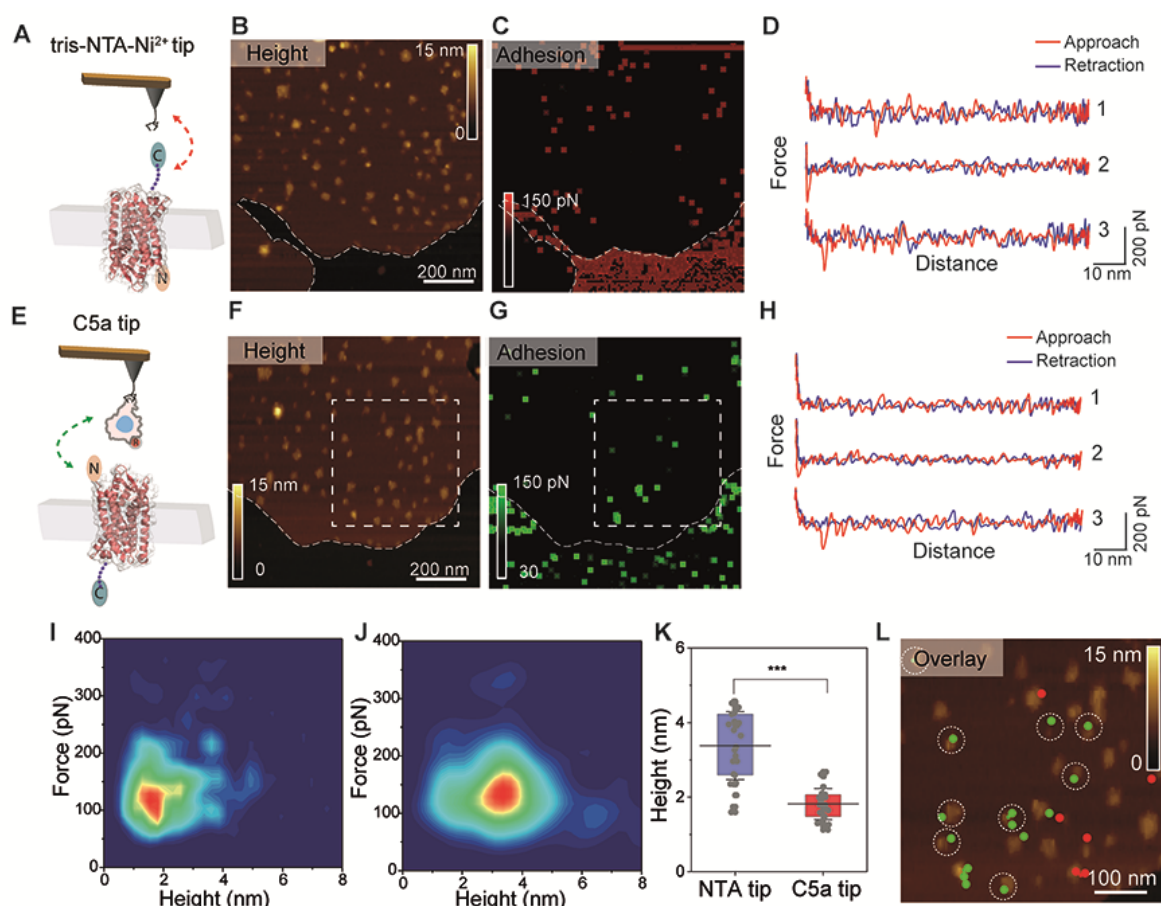 A
tris-NTA-Ni²⁺ tip
C
N
B
Height
15 nm
0
200 nm
C
Adhesion
150 pN
D
Approach
Retraction
1
2
3
Force
Distance
10 nm
200 pN
E
C5a tip
N
C
F
Height
15 nm
0
200 nm
G
Adhesion
150 pN
30
H
Approach
Retraction
1
2
3
Force
Distance
10 nm
200 pN
I
400
300
200
100
0
Force (pN)
0 2 4 6 8
Height (nm)
J
400
300
200
100
0
Force (pN)
0 2 4 6 8
Height (nm)
K
6
4
2
0
Height (nm)
***
NTA tip C5a tip
L
Overlay
15 nm
0
100 nm